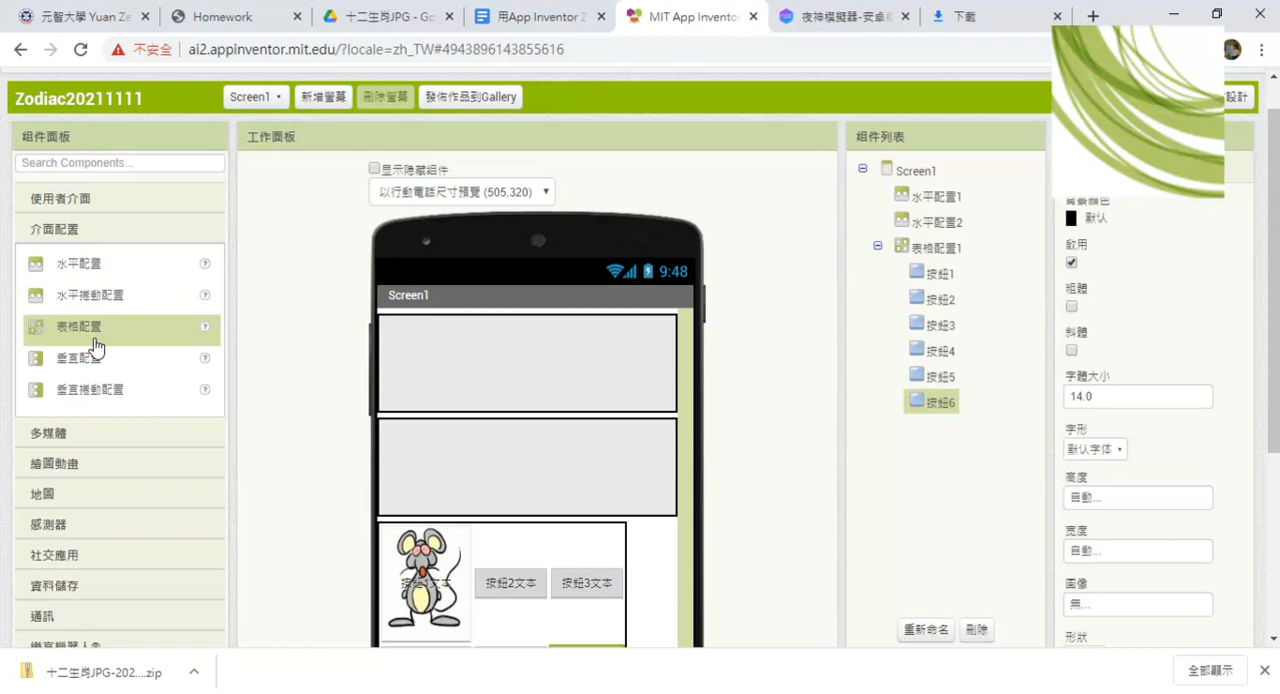 元智大學 YUan Ze
Homework
十二生肖JPG - Go
用App Inventor 2
MIT App Invento
夜神模擬器-安卓
下載
不安全
ai2.appinventor.mit.edu/?locale=zh_TW#4943896143855616
Zodiac20211111
Screen1
新增螢幕
刪除螢幕
發佈作品到Gallery
設計
組件面板
工作面板
組件列表
Search Components...
使用者介面
介面配置
水平配置
水平捲動配置
表格配置
垂直配置
垂直捲動配置
多媒體
繪圖動畫
地圖
感測器
社交應用
資料儲存
通訊
显示隐藏组件
以行動電話尺寸預覽 (505,320)
9:48
Screen1
按鈕2文本
按鈕3文本
Screen1
水平配置1
水平配置2
表格配置1
按鈕1
按鈕2
按鈕3
按鈕4
按鈕5
按鈕6
重新命名
刪除
默认
啟用
粗體
斜體
字體大小
14.0
字形
默认字体
高度
自動...
宽度
自動...
圖像
無...
形狀
十二生肖JPG-202....zip
全部顯示